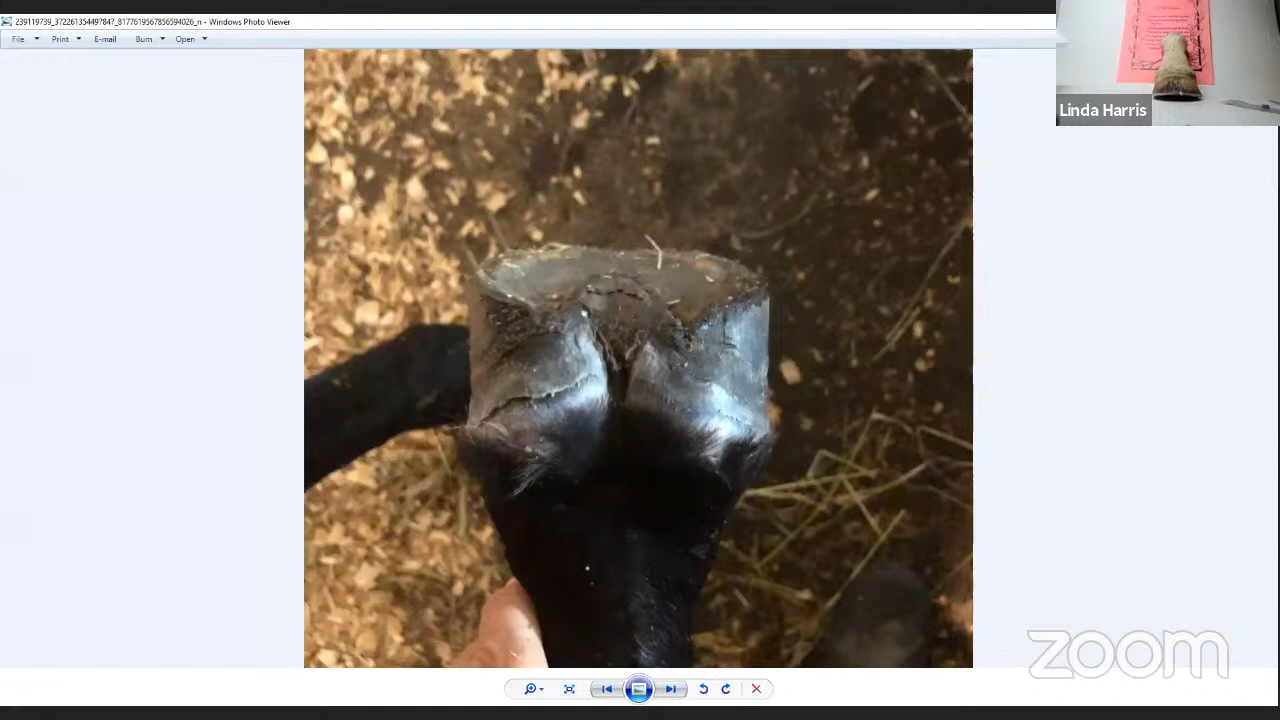 239119739_372261354497847_8177619567856594026_n - Windows Photo Viewer
File Print E-mail Burn Open
Linda Harris
zoom